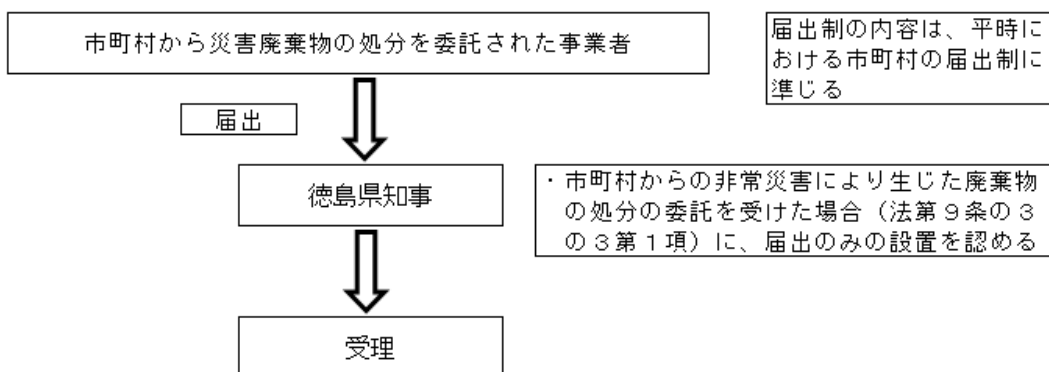 市町村から災害廃棄物の処分を委託された事業者
届出制の内容は、平時に
おける市町村の届出制に
準じる
届出
徳島県知事
・市町村からの非常災害により生じた廃棄物
の処分の委託を受けた場合（法第９条の３
の３第１項）に、届出のみの設置を認める
受理